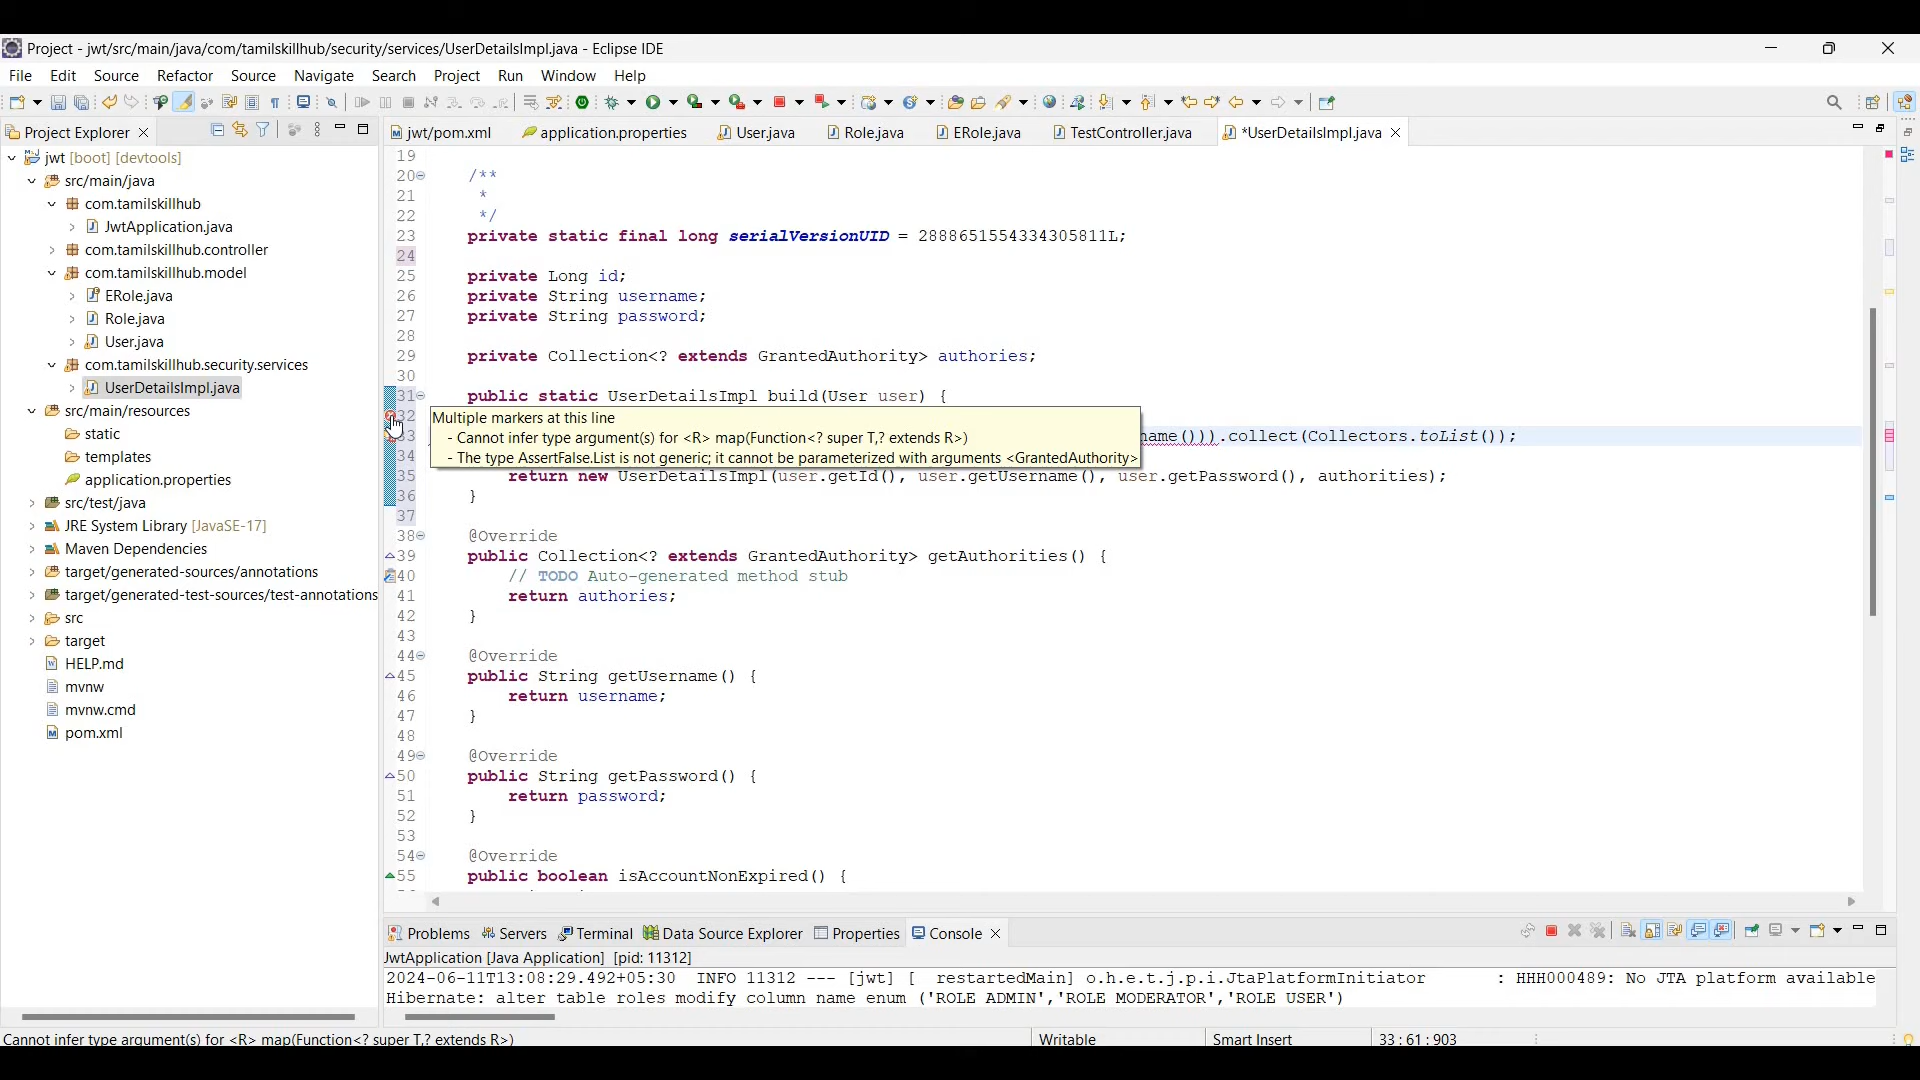 Project - jwt/src/main/java/com/tamilskillhub/security/services/UserDetailsImpl.java - Eclipse IDE
File Edit Source Refactor Source Navigate Search Project Run Window Help
Project Explorer
jwt/pom.xml application.properties User.java Role.java ERole.java TestController.java *UserDetailsImpl.java
jwt [boot] [devtools]
src/main/java
com.tamilskillhub
JwtApplication.java
com.tamilskillhub.controller
com.tamilskillhub.model
ERole.java
Role.java
User.java
com.tamilskillhub.security.services
UserDetailsImpl.java
src/main/resources
static
templates
application.properties
src/test/java
JRE System Library [JavaSE-17]
Maven Dependencies
target/generated-sources/annotations
target/generated-test-sources/test-annotations
src
target
HELP.md
mvnw
mvnw.cmd
pom.xml
19
20 /**
21 *
22 */
23 private static final long serialVersionUID = 2888651554334305811L;
24
25 private Long id;
26 private String username;
27 private String password;
28
29 private Collection<? extends GrantedAuthority> authories;
30
31 public static UserDetailsImpl build(User user) {
32
Multiple markers at this line
- Cannot infer type argument(s) for <R> map(Function<? super T,? extends R>)
- The type AssertFalse.List is not generic; it cannot be parameterized with arguments <GrantedAuthority>
33 name())).collect(Collectors.toList());
34
35 return new UserDetailsImpl(user.getId(), user.getUsername(), user.getPassword(), authorities);
36 }
37
38 @Override
39 public Collection<? extends GrantedAuthority> getAuthorities() {
40 // TODO Auto-generated method stub
41 return authories;
42 }
43
44 @Override
45 public String getUsername() {
46 return username;
47 }
48
49 @Override
50 public String getPassword() {
51 return password;
52 }
53
54 @Override
55 public boolean isAccountNonExpired() {
Problems Servers Terminal Data Source Explorer Properties Console
JwtApplication [Java Application] [pid: 11312]
2024-06-11T13:08:29.492+05:30 INFO 11312 --- [jwt] [ restartedMain] o.h.e.t.j.p.i.JtaPlatformInitiator : HHH000489: No JTA platform available
Hibernate: alter table roles modify column name enum ('ROLE ADMIN','ROLE MODERATOR','ROLE USER')
Cannot infer type argument(s) for <R> map(Function<? super T,? extends R>)
Writable Smart Insert 33 : 61 : 903